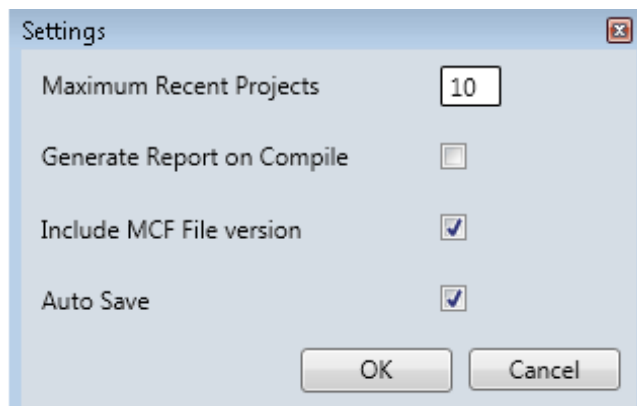 Settings
Maximum Recent Projects 10
Generate Report on Compile
Include MCF File version
Auto Save
OK Cancel